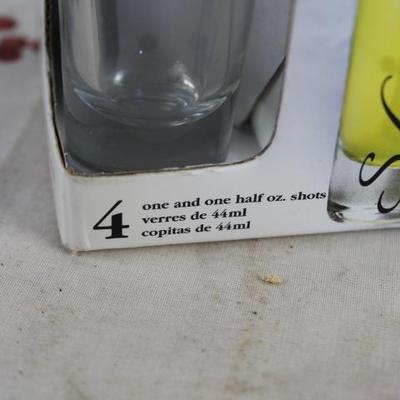 4
one and one half oz. shots
verres de 44ml
copitas de 44ml